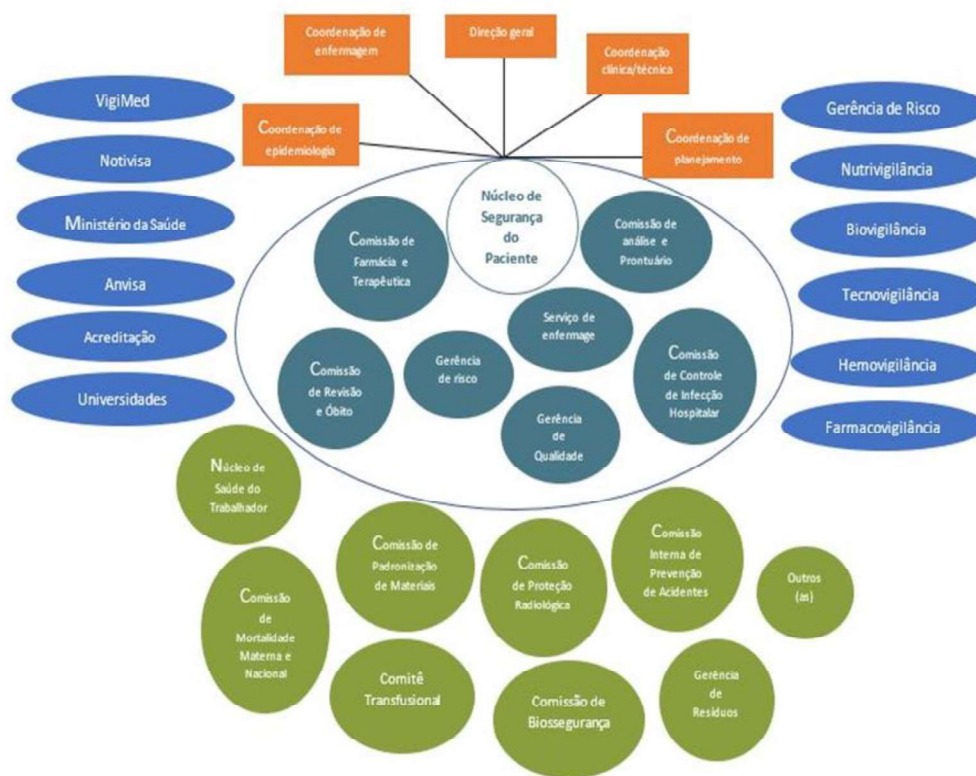 Coordenação de
enfermagem
Direção geral
Coordenação
clínica/técnica
Coordenação de
epidemiologia
Coordenação de
planejamento
VigiMed
Notivisa
Ministério da Saúde
Anvisa
Acreditação
Universidades
Núcleo de
Segurança
do
Paciente
Comissão de
Farmácia e
Terapêutica
Comissão de
análise e
Prontuário
Serviço de
enfermage
Gerência
de risco
Comissão
de Revisão
e Óbito
Comissão
de Controle
de Infecção
Hospitalar
Gerência
de
Qualidade
Gerência de Risco
Nutrivigilância
Biovigilância
Tecnovigilância
Hemovigilância
Farmacovigilância
Núcleo de
Saúde do
Trabalhador
Comissão de
Padronização
de Materiais
Comissão
de Proteção
Radiológica
Comissão
Interna de
Prevenção
de Acidentes
Outros
(as)
Comissão
de
Mortalidade
Materna e
Nacional
Comitê
Transfusional
Comissão de
Biossegurança
Gerência
de
Resíduos